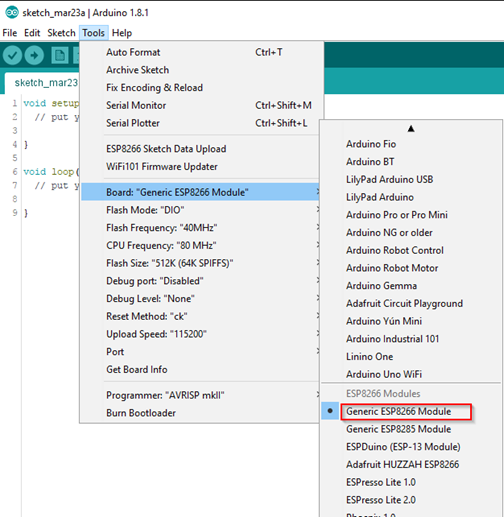 sketch_mar23a | Arduino 1.8.1
File Edit Sketch Tools Help
sketch_mar23
1 void setup
2 // put y
3
4 }
5
6 void loop(
7 // put y
8
9 }
Auto Format Ctrl+T
Archive Sketch
Fix Encoding & Reload
Serial Monitor Ctrl+Shift+M
Serial Plotter Ctrl+Shift+L
ESP8266 Sketch Data Upload
WiFi101 Firmware Updater
Board: "Generic ESP8266 Module"
Flash Mode: "DIO"
Flash Frequency: "40MHz"
CPU Frequency: "80 MHz"
Flash Size: "512K (64K SPIFFS)"
Debug port: "Disabled"
Debug Level: "None"
Reset Method: "ck"
Upload Speed: "115200"
Port
Get Board Info
Programmer: "AVRISP mkII"
Burn Bootloader
Arduino Fio
Arduino BT
LilyPad Arduino USB
LilyPad Arduino
Arduino Pro or Pro Mini
Arduino NG or older
Arduino Robot Control
Arduino Robot Motor
Arduino Gemma
Adafruit Circuit Playground
Arduino Yún Mini
Arduino Industrial 101
Linino One
Arduino Uno WiFi
ESP8266 Modules
Generic ESP8266 Module
Generic ESP8285 Module
ESPDuino (ESP-13 Module)
Adafruit HUZZAH ESP8266
ESPresso Lite 1.0
ESPresso Lite 2.0
Phoenix 1.0